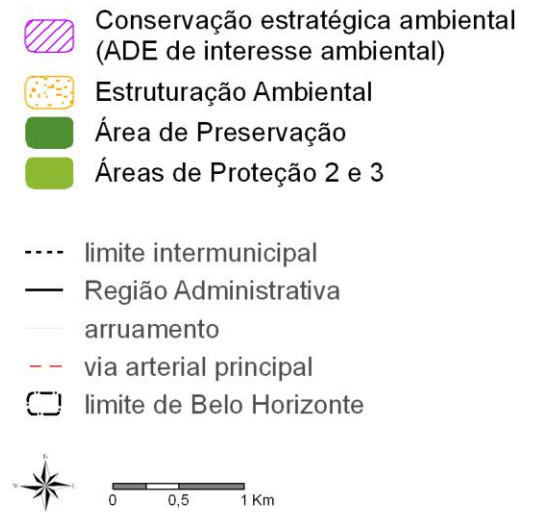 Conservação estratégica ambiental
(ADE de interesse ambiental)
Estruturação Ambiental
Área de Preservação
Áreas de Proteção 2 e 3
limite intermunicipal
Região Administrativa
arruamento
via arterial principal
limite de Belo Horizonte
N
W E
S
0 0,5 1 Km